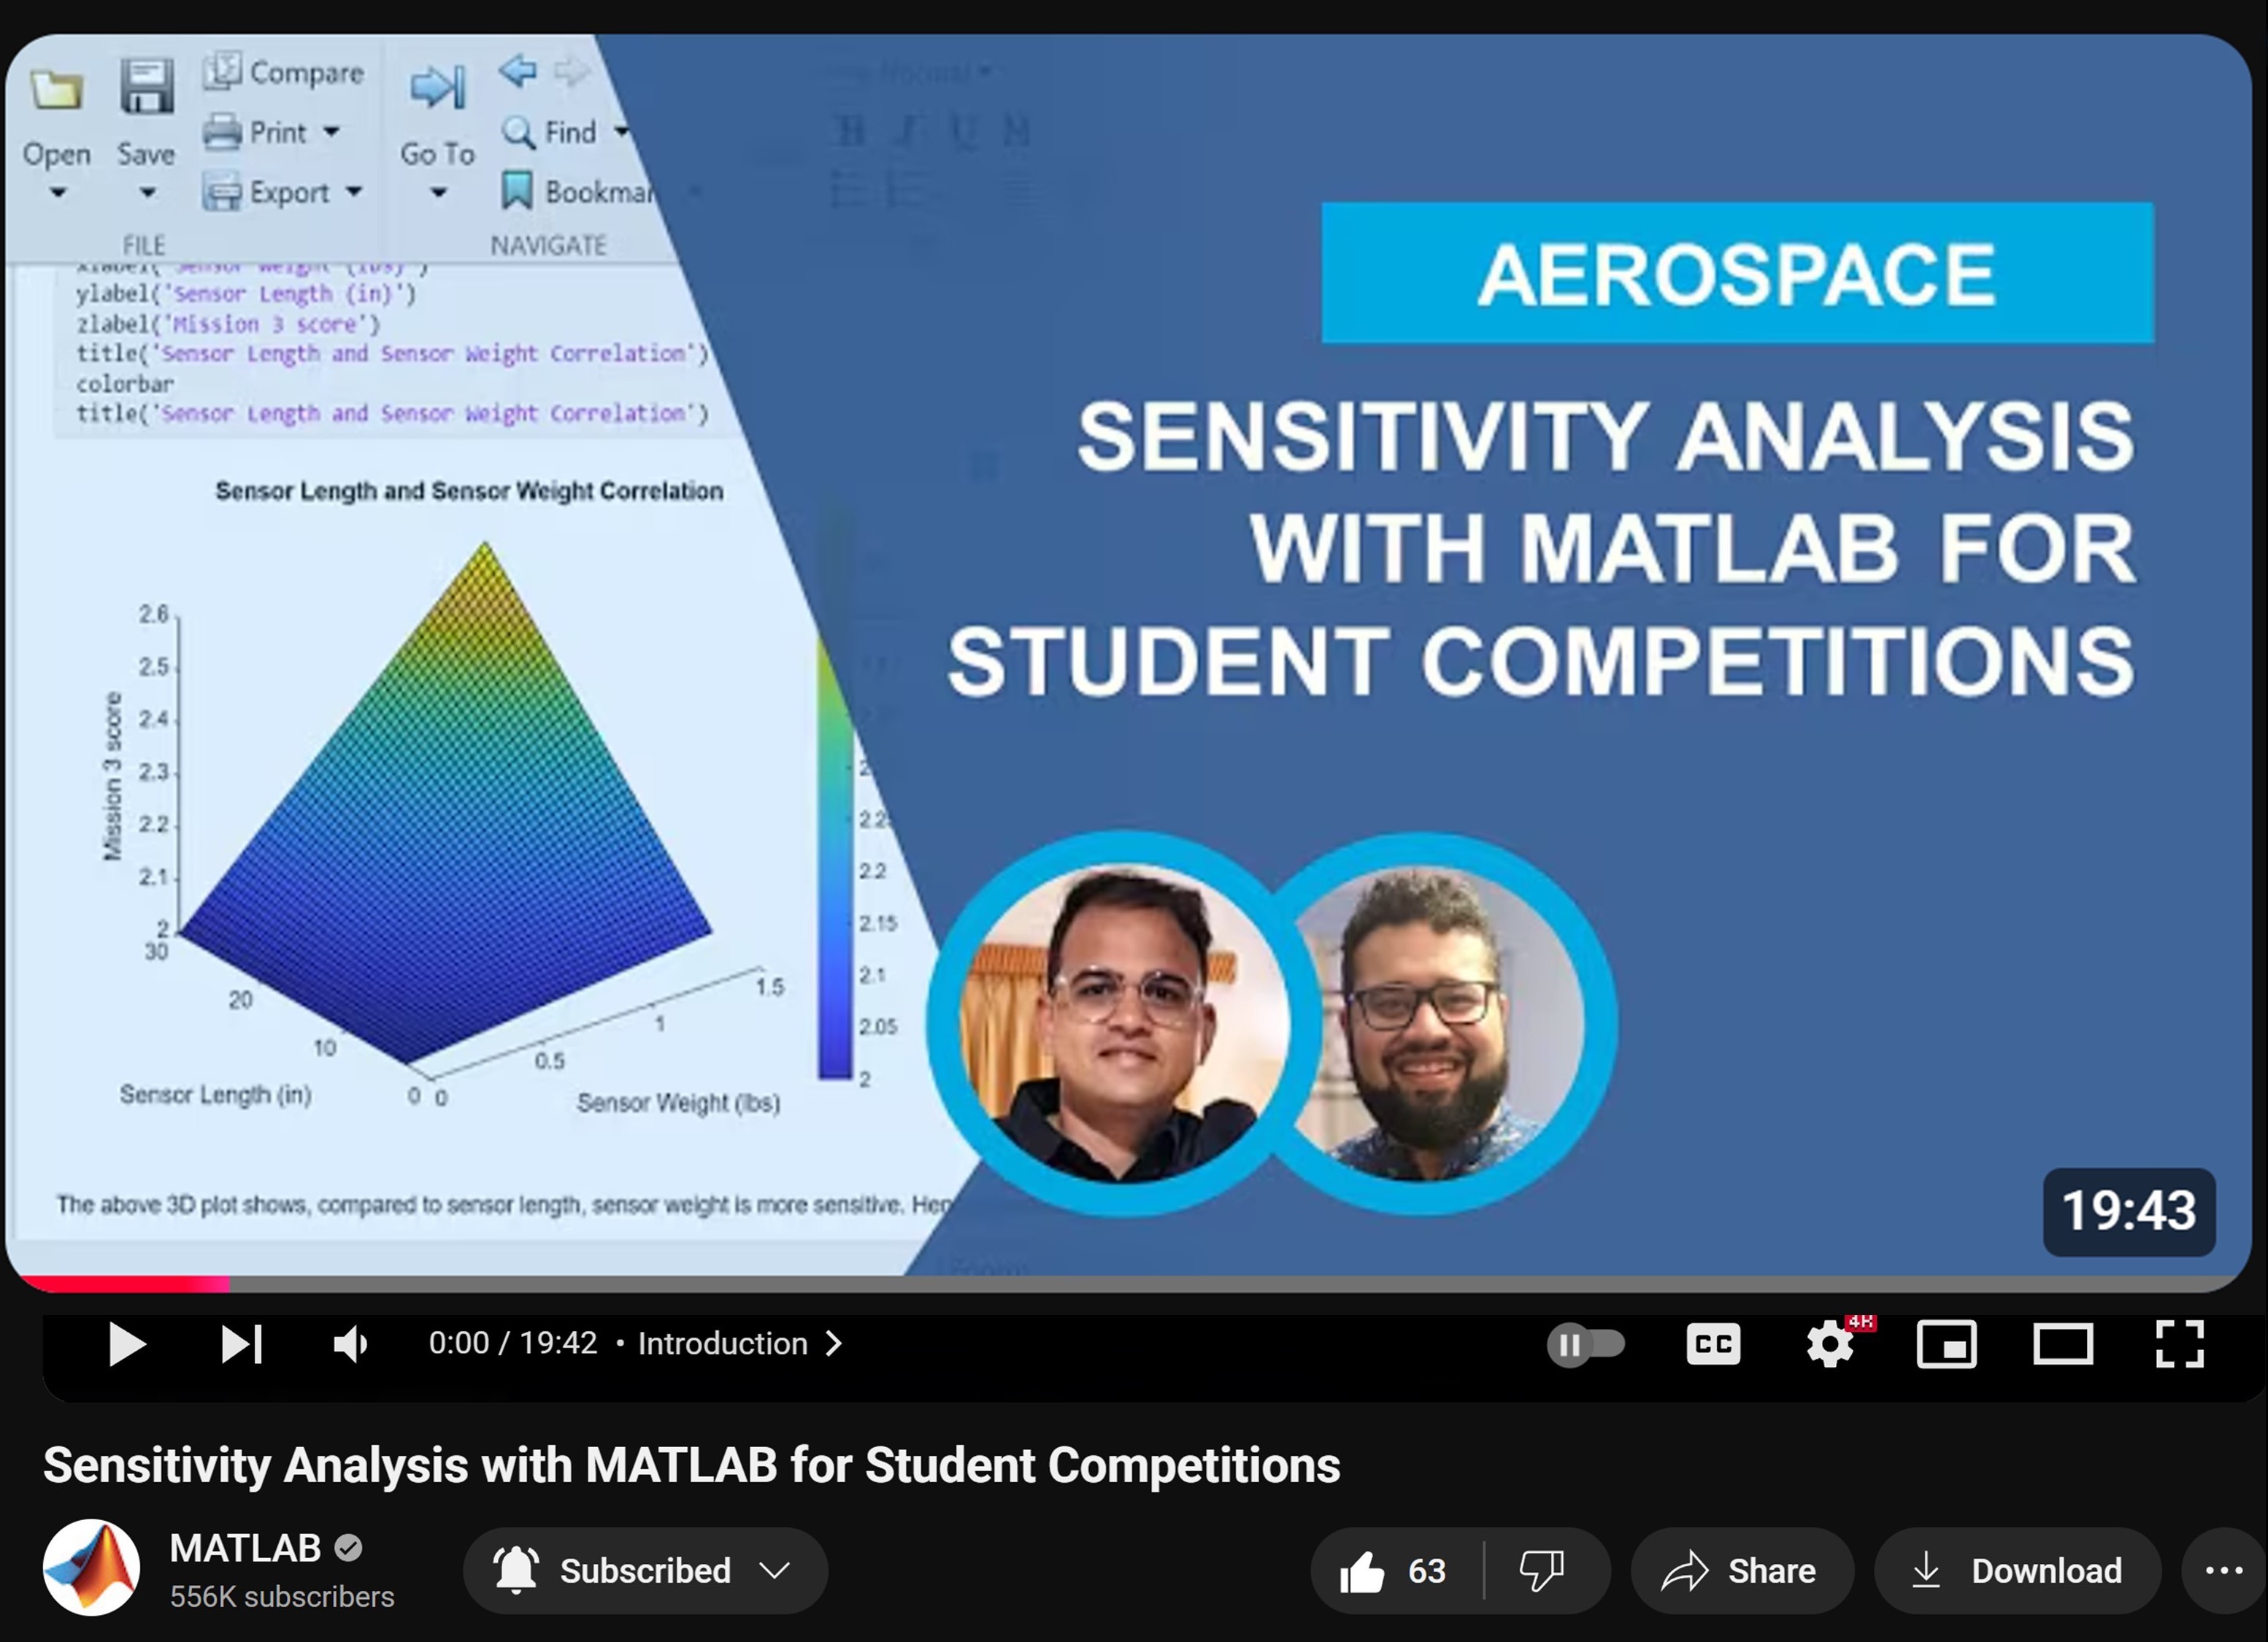 Open
Save
Compare
Print
Export
FILE
Go To
Find
NAVIGATE
xlabel('Sensor Weight (lbs)')
ylabel('Sensor Length (in)')
zlabel('Mission 3 score')
title('Sensor Length and Sensor Weight Correlation')
colorbar
title('Sensor Length and Sensor Weight Correlation')
Sensor Length and Sensor Weight Correlation
2.6
2.5
2.4
2.3
2.2
2.1
2
Mission 3 score
30
20
10
0
Sensor Length (in)
0
0.5
1
1.5
Sensor Weight (lbs)
2.2
2.15
2.1
2.05
2
The above 3D plot shows, compared to sensor length, sensor weight is more sensitive.
AEROSPACE
SENSITIVITY ANALYSIS
WITH MATLAB FOR
STUDENT COMPETITIONS
19:43
0:00 / 19:42 • Introduction
CC
4K
Sensitivity Analysis with MATLAB for Student Competitions
MATLAB
556K subscribers
Subscribed
63
Share
Download